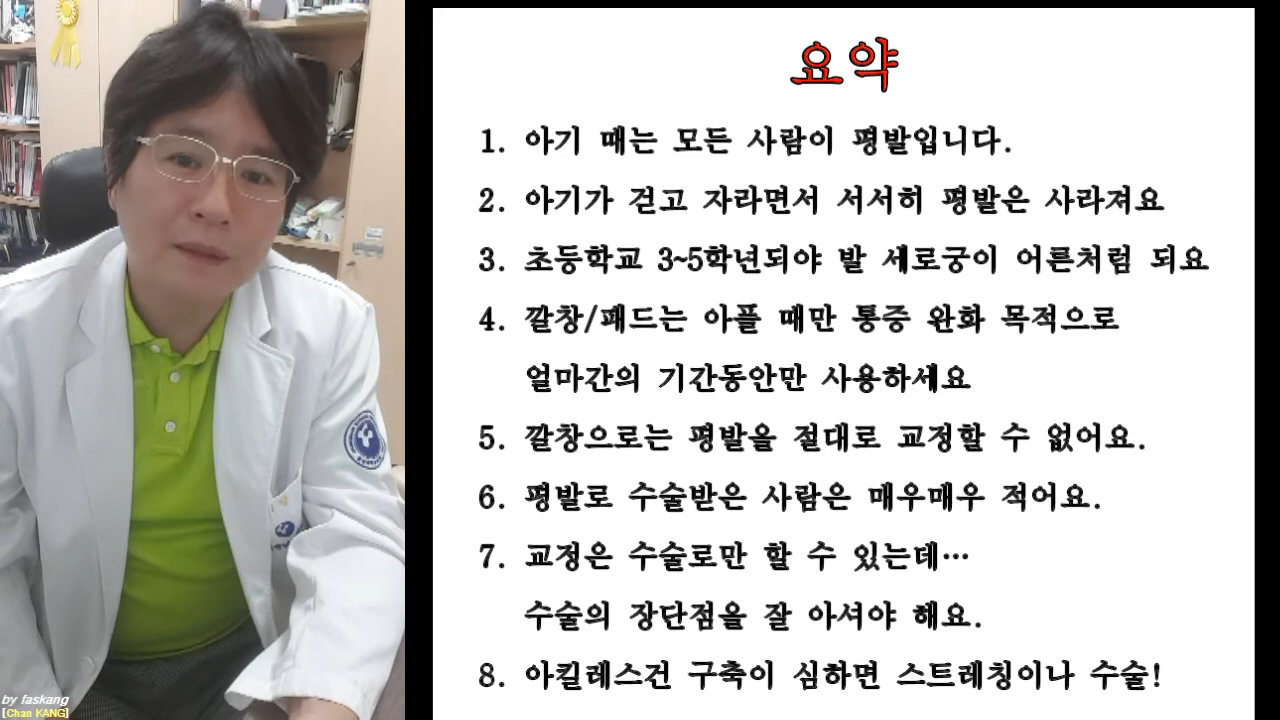 요약
1. 아기 때는 모든 사람이 평발입니다.
2. 아기가 걷고 자라면서 서서히 평발은 사라져요
3. 초등학교 3~5학년되야 발 세로궁이 어른처럼 되요
4. 깔창/패드는 아플 때만 통증 완화 목적으로
얼마간의 기간동안만 사용하세요
5. 깔창으로는 평발을 절대로 교정할 수 없어요.
6. 평발로 수술받은 사람은 매우매우 적어요.
7. 교정은 수술로만 할 수 있는데…
수술의 장단점을 잘 아셔야 해요.
8. 아킬레스건 구축이 심하면 스트레칭이나 수술!
by faskang
[Chan KANG]